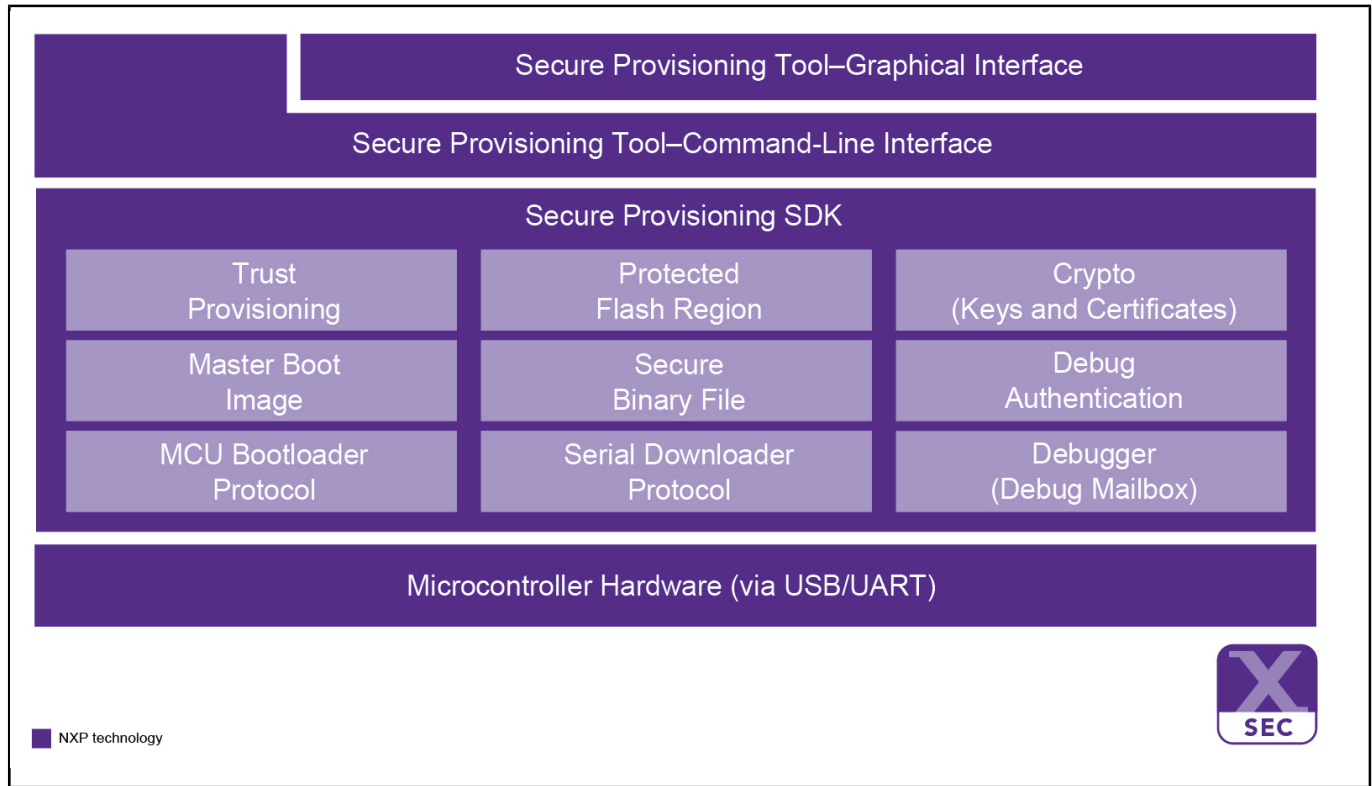 Secure Provisioning Tool–Graphical Interface
Secure Provisioning Tool–Command-Line Interface
Secure Provisioning SDK
Trust
Provisioning
Protected
Flash Region
Crypto
(Keys and Certificates)
Master Boot
Image
Secure
Binary File
Debug
Authentication
MCU Bootloader
Protocol
Serial Downloader
Protocol
Debugger
(Debug Mailbox)
Microcontroller Hardware (via USB/UART)
X
SEC
NXP technology